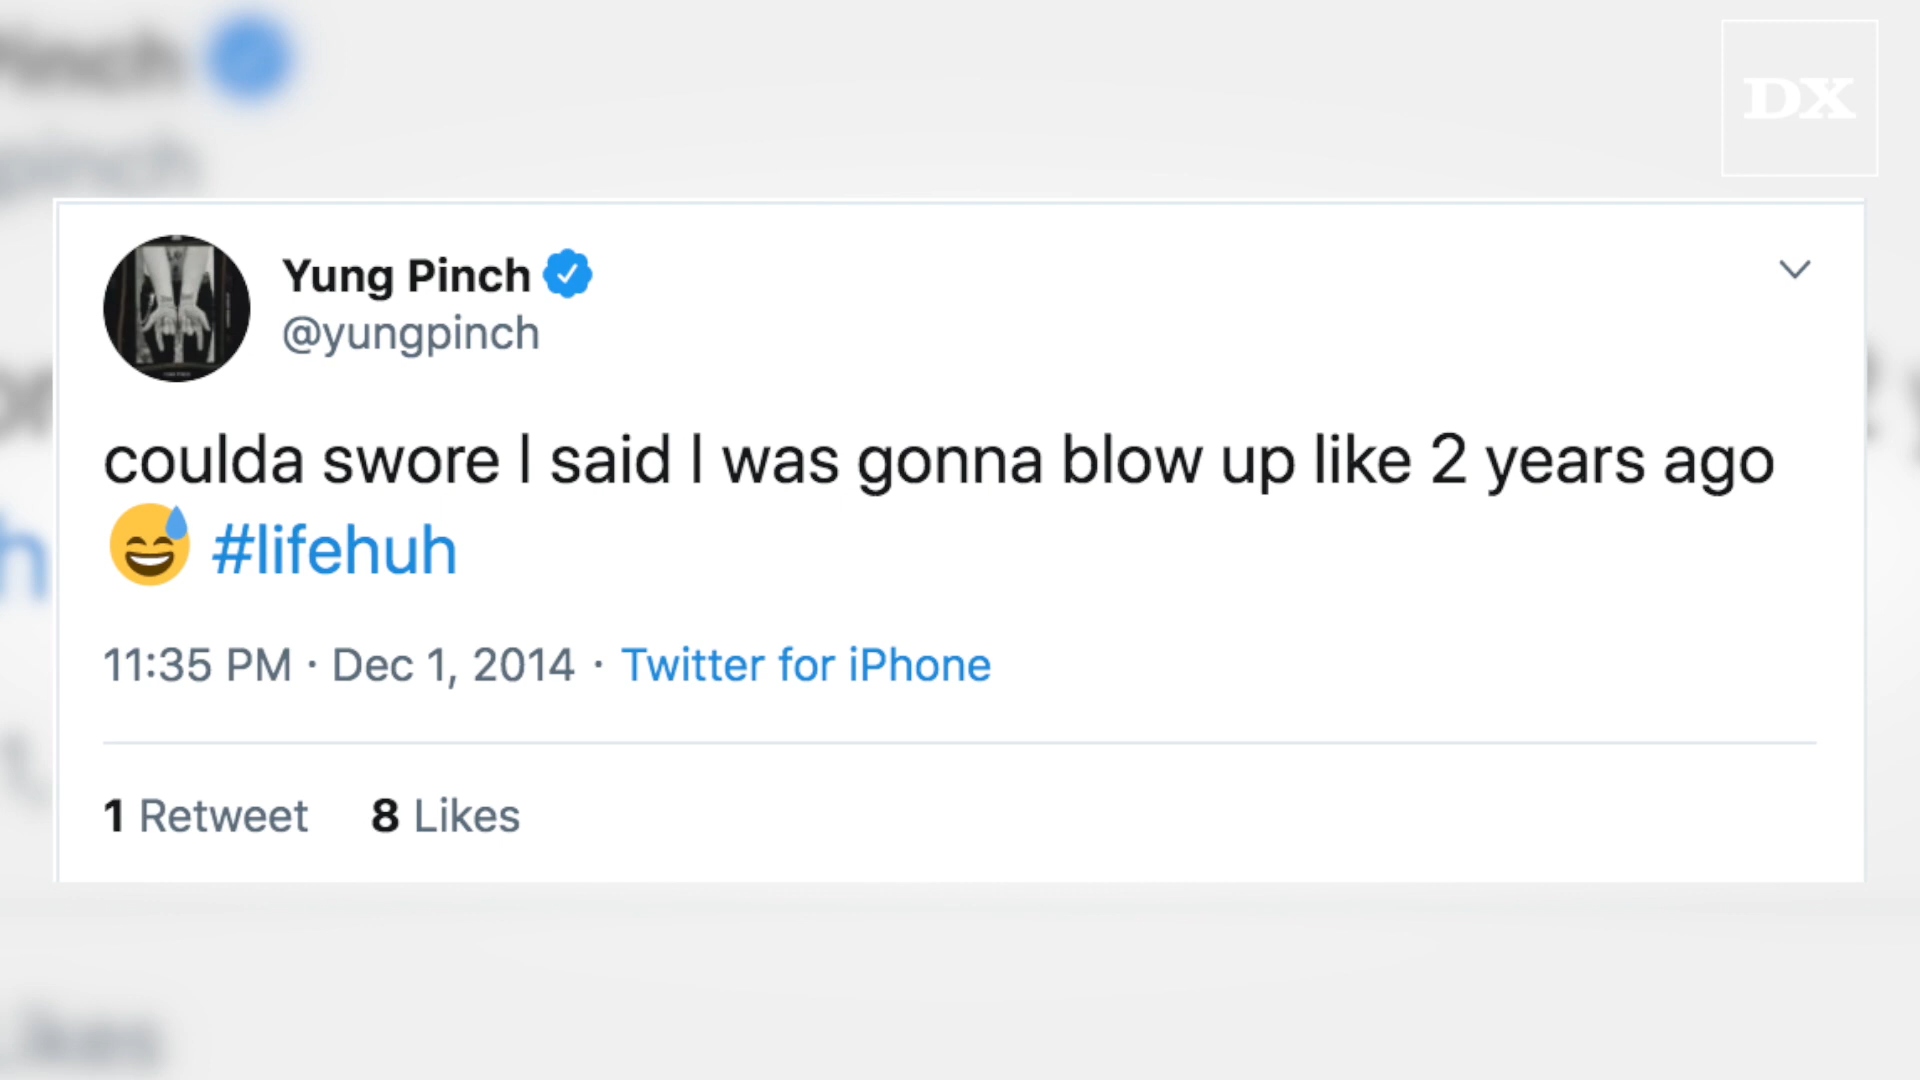 DX
Yung Pinch
@yungpinch
coulda swore I said I was gonna blow up like 2 years ago
😅 #lifehuh
11:35 PM · Dec 1, 2014 · Twitter for iPhone
1 Retweet 8 Likes
Likes